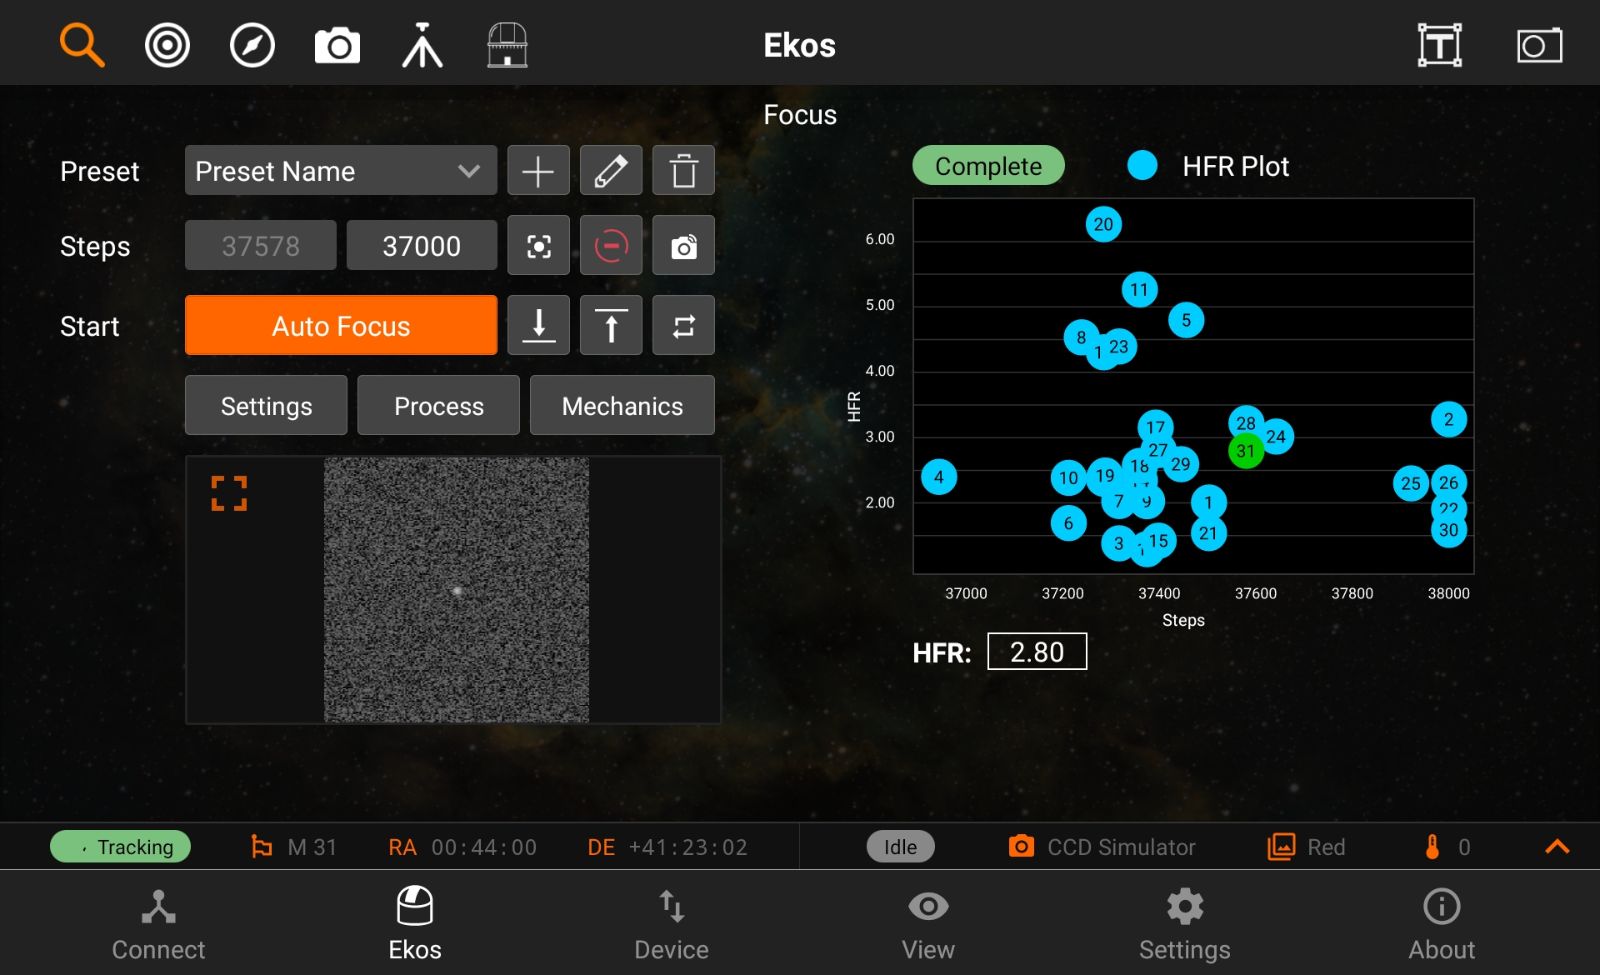 Ekos
Focus
Preset Preset Name
Steps 37578 37000
Start Auto Focus
Settings Process Mechanics
Complete HFR Plot
6.00
5.00
4.00
3.00
2.00
HFR
20
11
5
8
23
17
28
24
2
27
31
18
29
4
10
19
25
26
7
9
1
6
21
30
3
15
37000 37200 37400 37600 37800 38000
Steps
HFR: 2.80
Tracking M 31 RA 00:44:00 DE +41:23:02 Idle CCD Simulator Red 0
Connect Ekos Device View Settings About